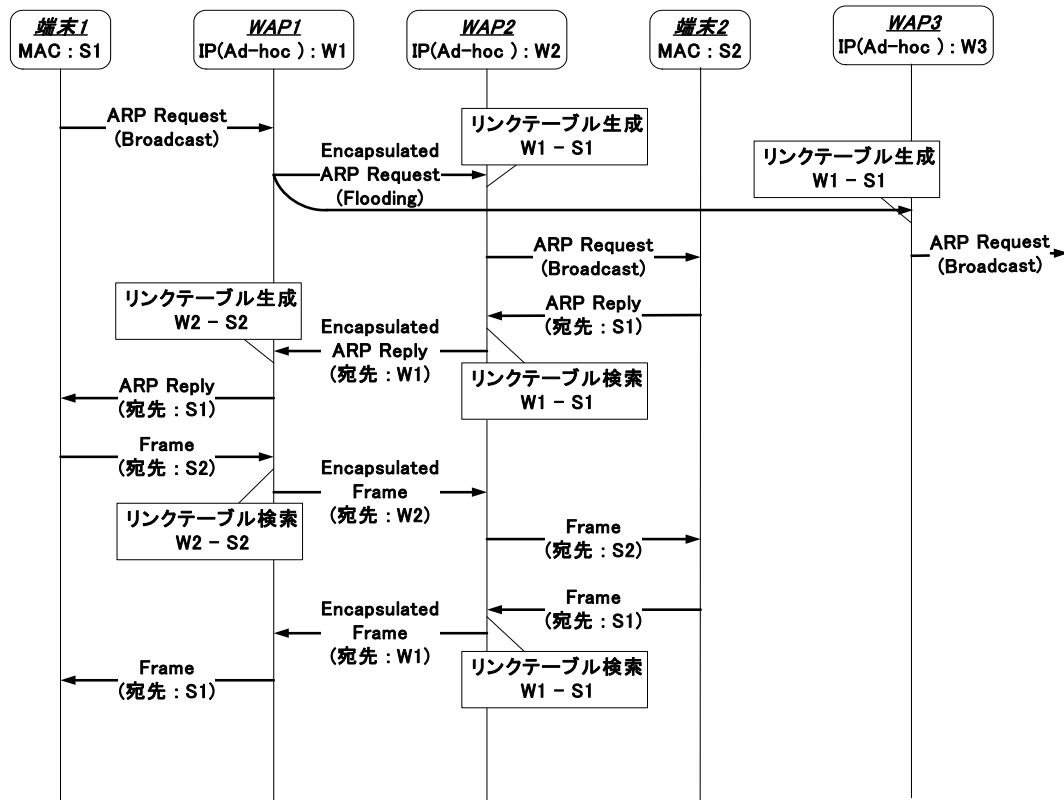 端末1
MAC : S1
WAP1
IP(Ad-hoc ) : W1
WAP2
IP(Ad-hoc ) : W2
端末2
MAC : S2
WAP3
IP(Ad-hoc ) : W3
ARP Request
(Broadcast)
リンクテーブル生成
W1 - S1
Encapsulated
ARP Request
(Flooding)
リンクテーブル生成
W1 - S1
ARP Request
(Broadcast)
ARP Request
(Broadcast)
リンクテーブル生成
W2 - S2
ARP Reply
(宛先 : S1)
Encapsulated
ARP Reply
(宛先 : W1)
リンクテーブル検索
W1 - S1
ARP Reply
(宛先 : S1)
Frame
(宛先 : S2)
Encapsulated
Frame
(宛先 : W2)
リンクテーブル検索
W2 - S2
Frame
(宛先 : S2)
Frame
(宛先 : S1)
Encapsulated
Frame
(宛先 : W1)
リンクテーブル検索
W1 - S1
Frame
(宛先 : S1)